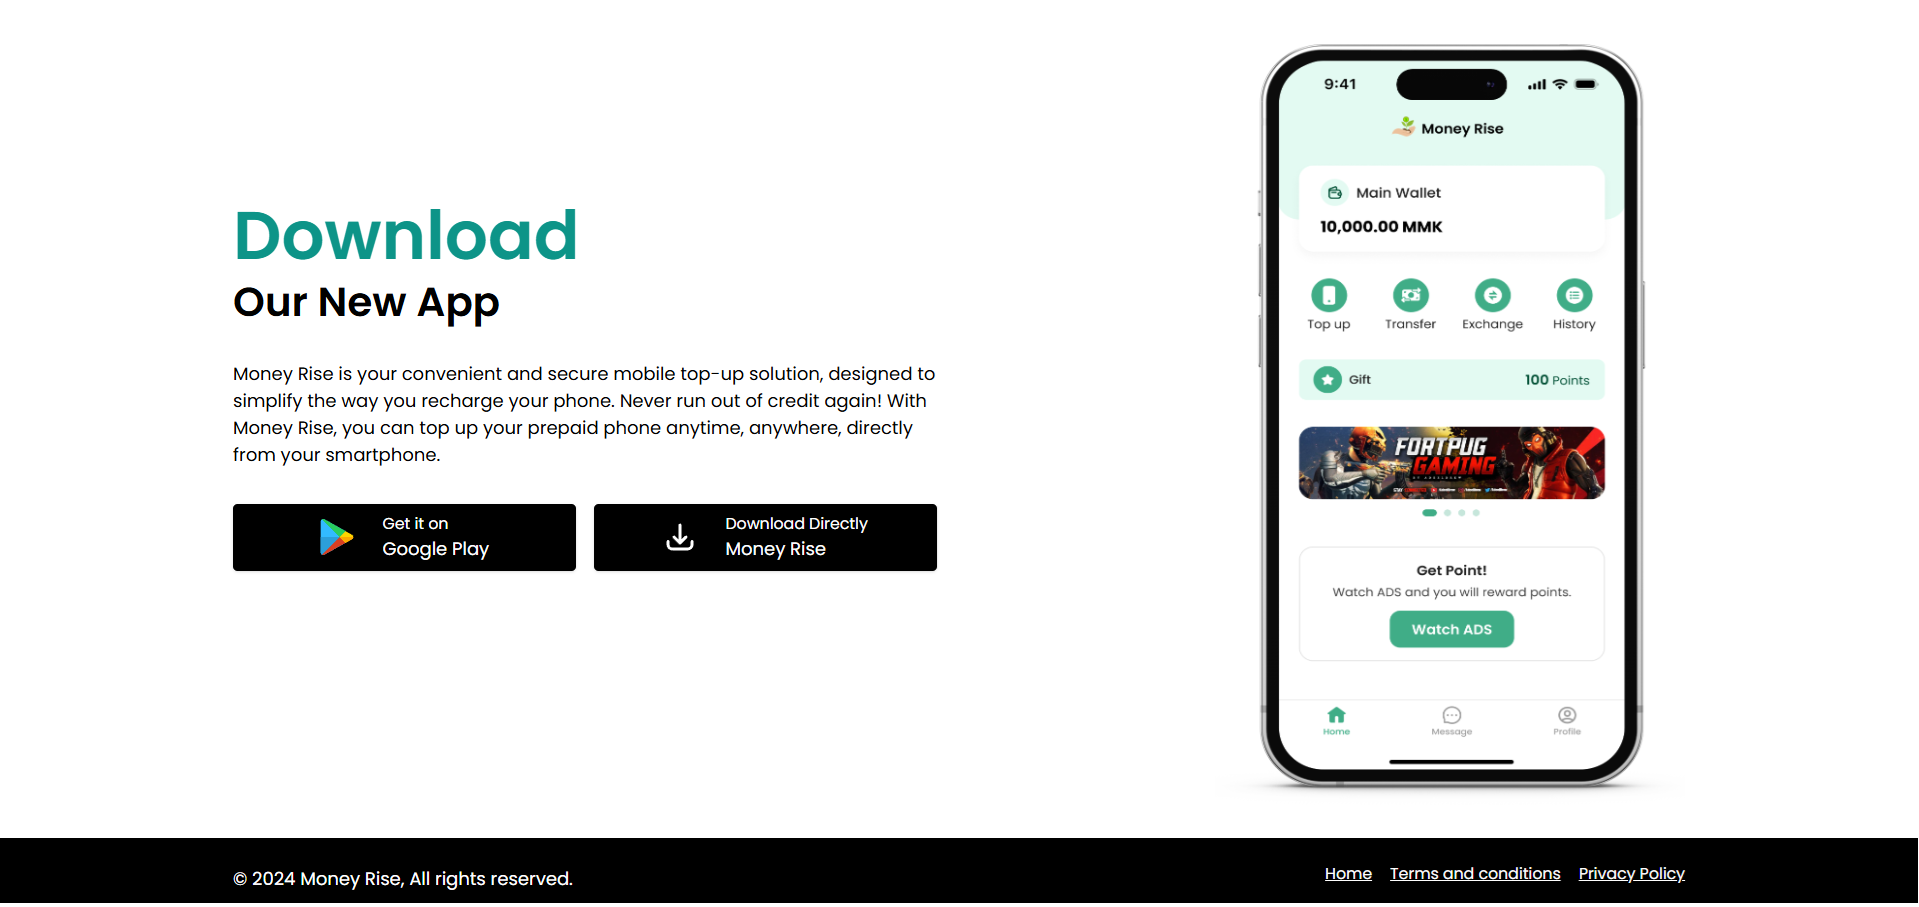 Download
Our New App
Money Rise is your convenient and secure mobile top-up solution, designed to
simplify the way you recharge your phone. Never run out of credit again! With
Money Rise, you can top up your prepaid phone anytime, anywhere, directly
from your smartphone.
Get it on
Google Play
Download Directly
Money Rise
9:41
Money Rise
Main Wallet
10,000.00 MMK
Top up Transfer Exchange History
Gift 100 Points
FORTPUG
GAMING
Get Point!
Watch ADS and you will reward points.
Watch ADS
Home Message Profile
© 2024 Money Rise, All rights reserved.
Home Terms and conditions Privacy Policy